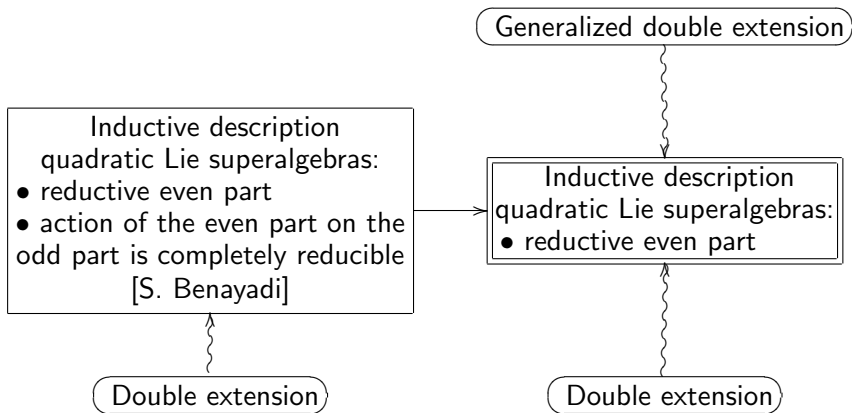 Generalized double extension
Inductive description
quadratic Lie superalgebras:
• reductive even part
• action of the even part on the
odd part is completely reducible
[S. Benayadi]
Inductive description
quadratic Lie superalgebras:
• reductive even part
Double extension
Double extension